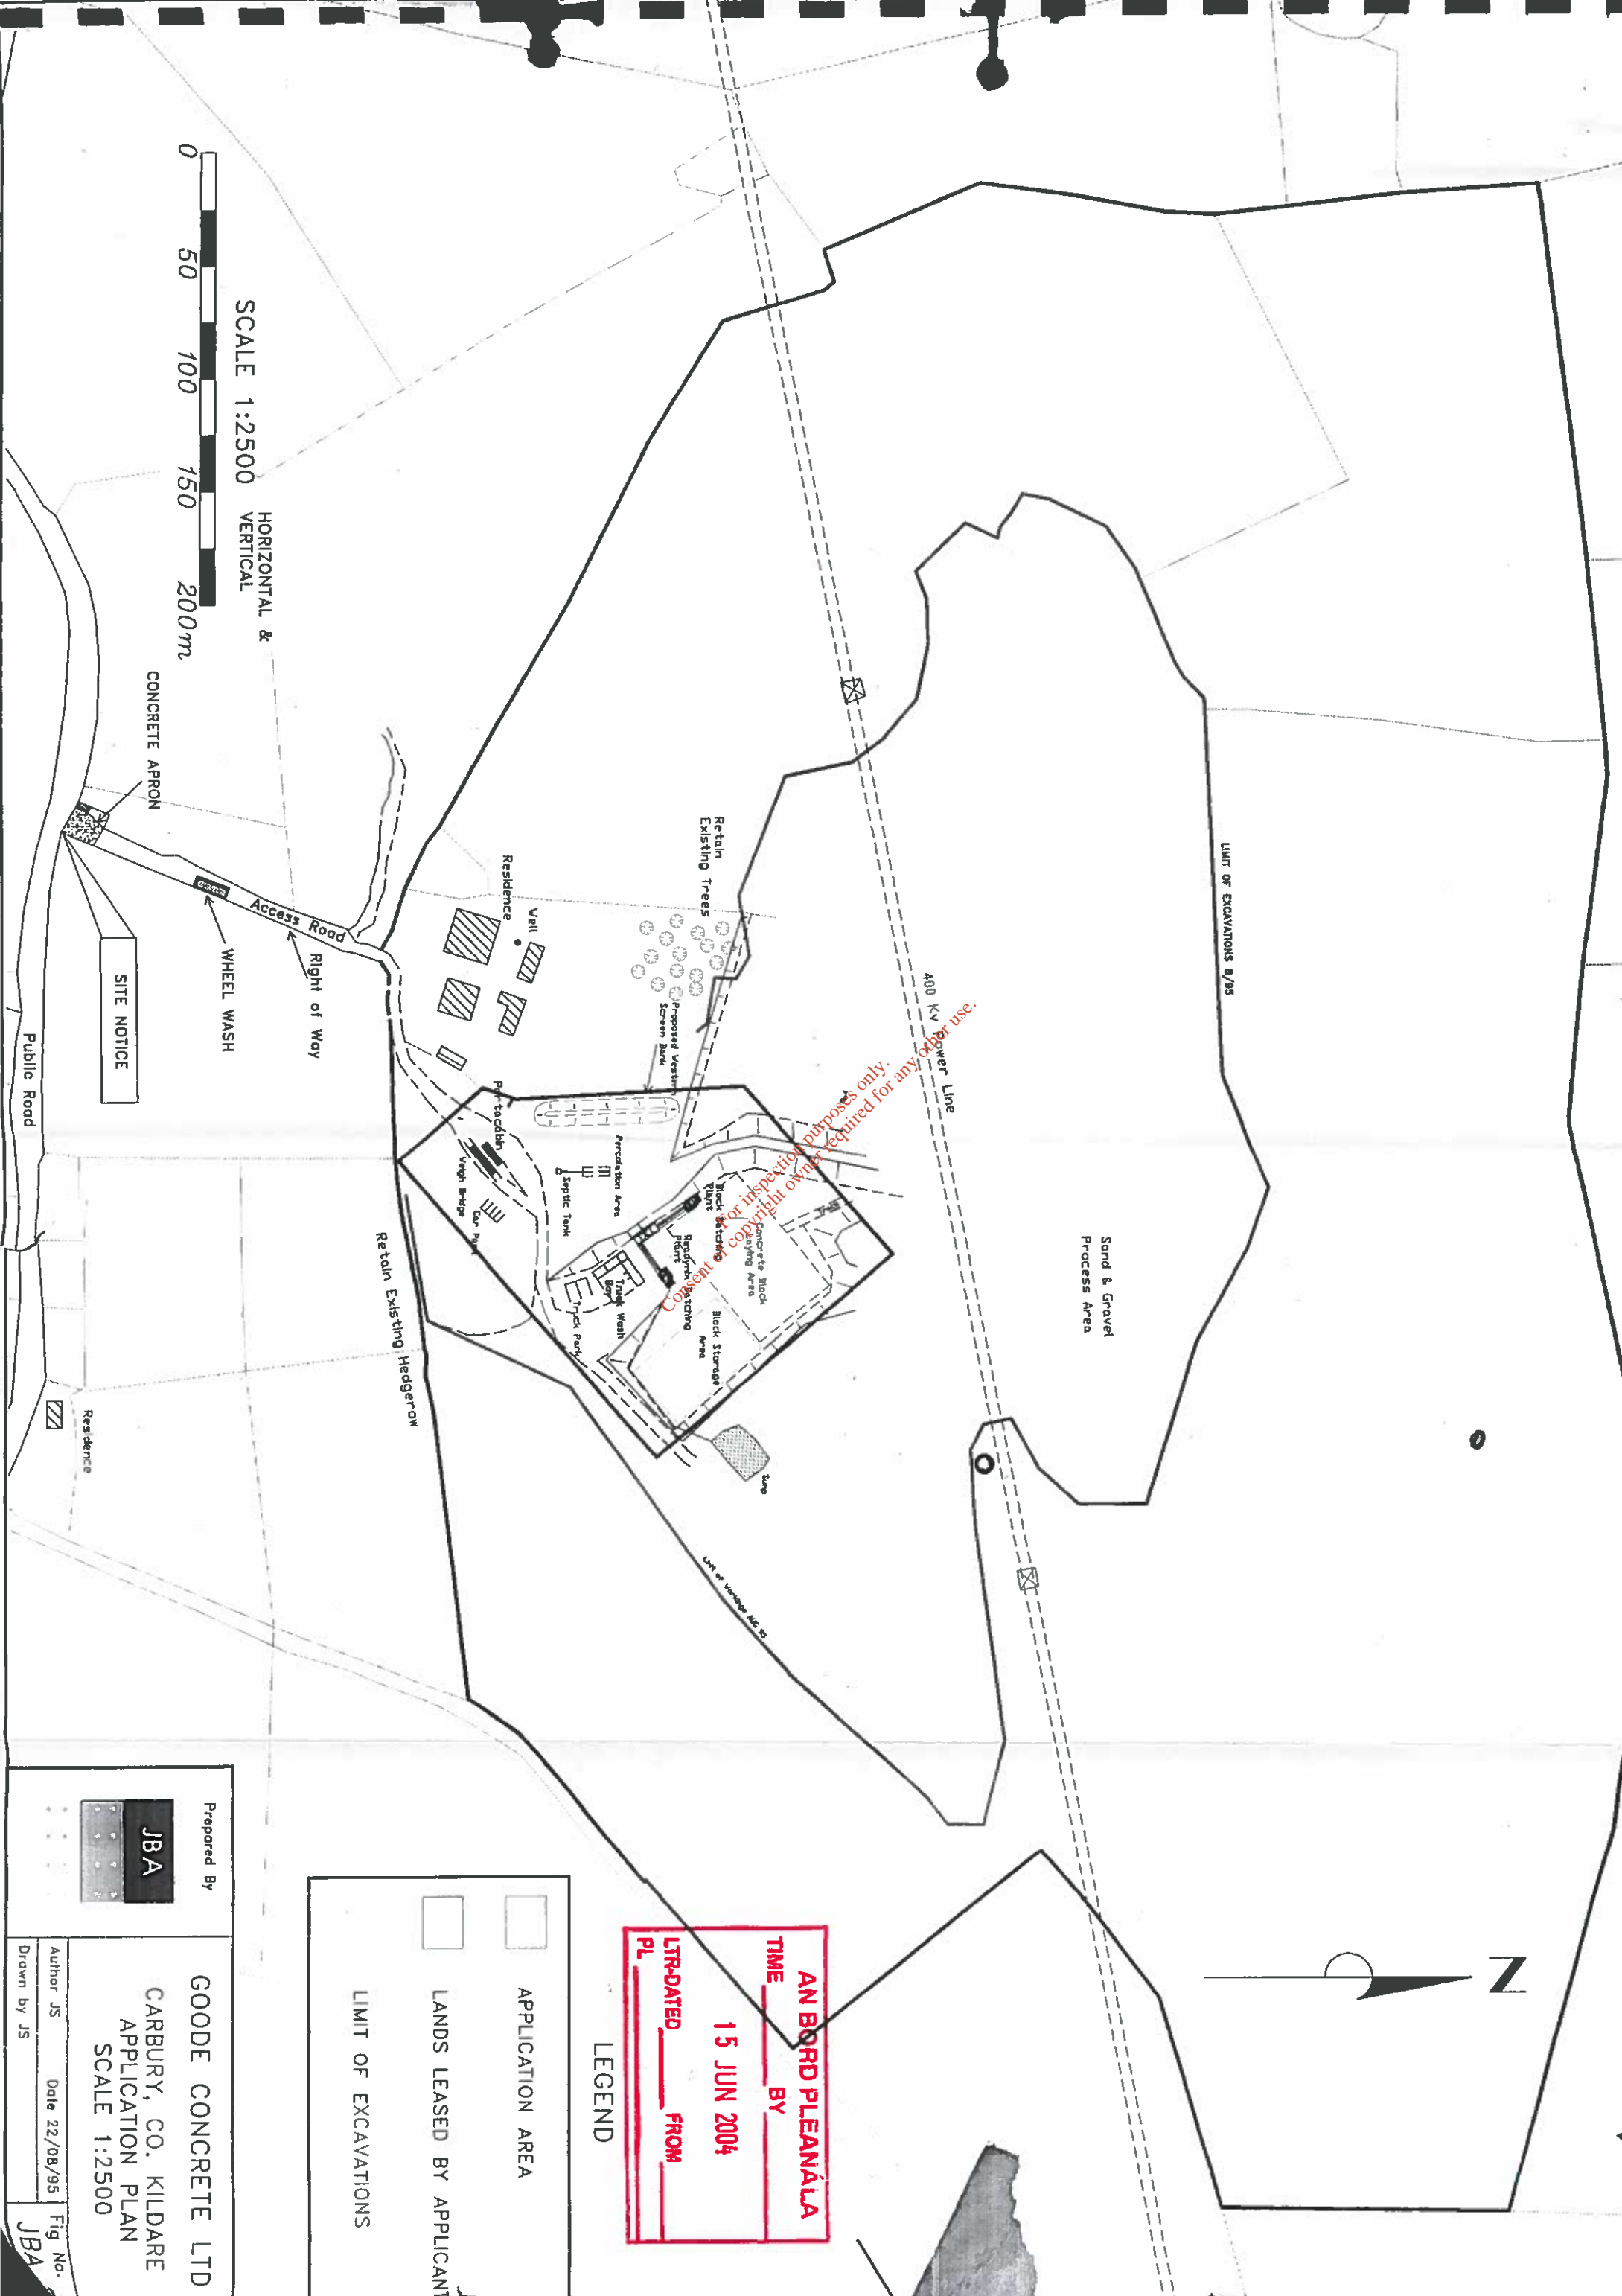 0 50 100 150 200m
SCALE 1:2500
HORIZONTAL &
VERTICAL
CONCRETE APRON
WHEEL WASH
Access Road
Right of Way
SITE NOTICE
Public Road
Residence
Well
Retain
Existing Trees
Proposed Western
Screen Bank
Portacabin
Weigh Bridge
Car Park
Percolation Area
Septic Tank
Block Batching
Plant
Readymix Batching
Plant
Concrete Block
Laying Area
Block Storage
Area
Truck Wash
Bay
Truck Park
Sump
Retain Existing Hedgerow
Residence
Limit of Workings AUG 95
400 Kv Power Line
LIMIT OF EXCAVATIONS 8/95
Sand & Gravel
Process Area
For inspection purposes only.
Consent of copyright owner required for any other use.
N
AN BORD PLEANÁLA
TIME BY
15 JUN 2004
LTR-DATED FROM
PL
LEGEND
APPLICATION AREA
LANDS LEASED BY APPLICANT
LIMIT OF EXCAVATIONS
Prepared By
JBA
GOODE CONCRETE LTD
CARBURY, CO. KILDARE
APPLICATION PLAN
SCALE 1:2500
Author JS Date 22/08/95 Fig No.
Drawn by JS JBA